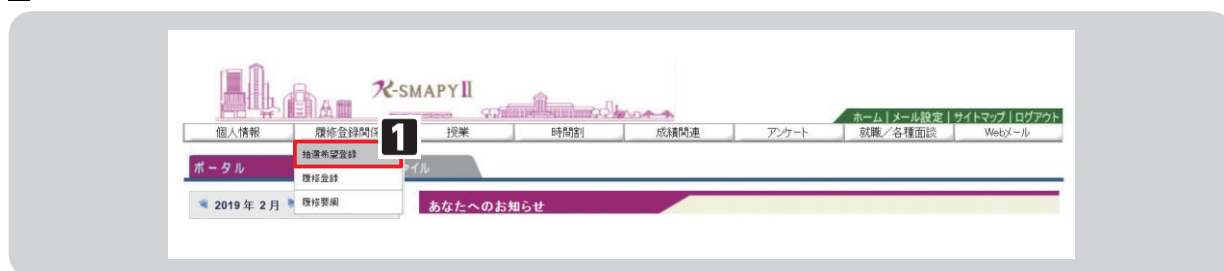 K-SMAPY II
ホーム | メール設定 | サイトマップ | ログアウト
個人情報 履修登録関係 授業 時間割 成績関連 アンケート 就職/各種面談 Webメール
1
抽選希望登録
ポータル イル
履修登録
2019 年 2 月
履修要綱
あなたへのお知らせ